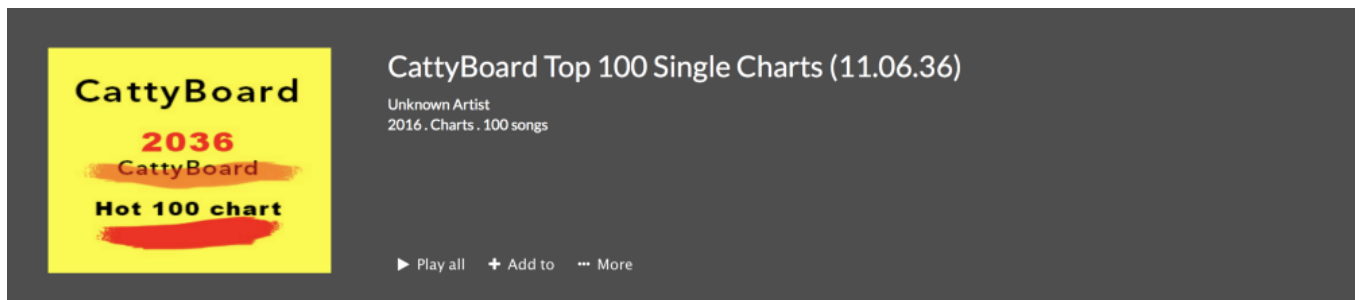 CattyBoard
2036
CattyBoard
Hot 100 chart
CattyBoard Top 100 Single Charts (11.06.36)
Unknown Artist
2016 . Charts . 100 songs
Play all
Add to
More